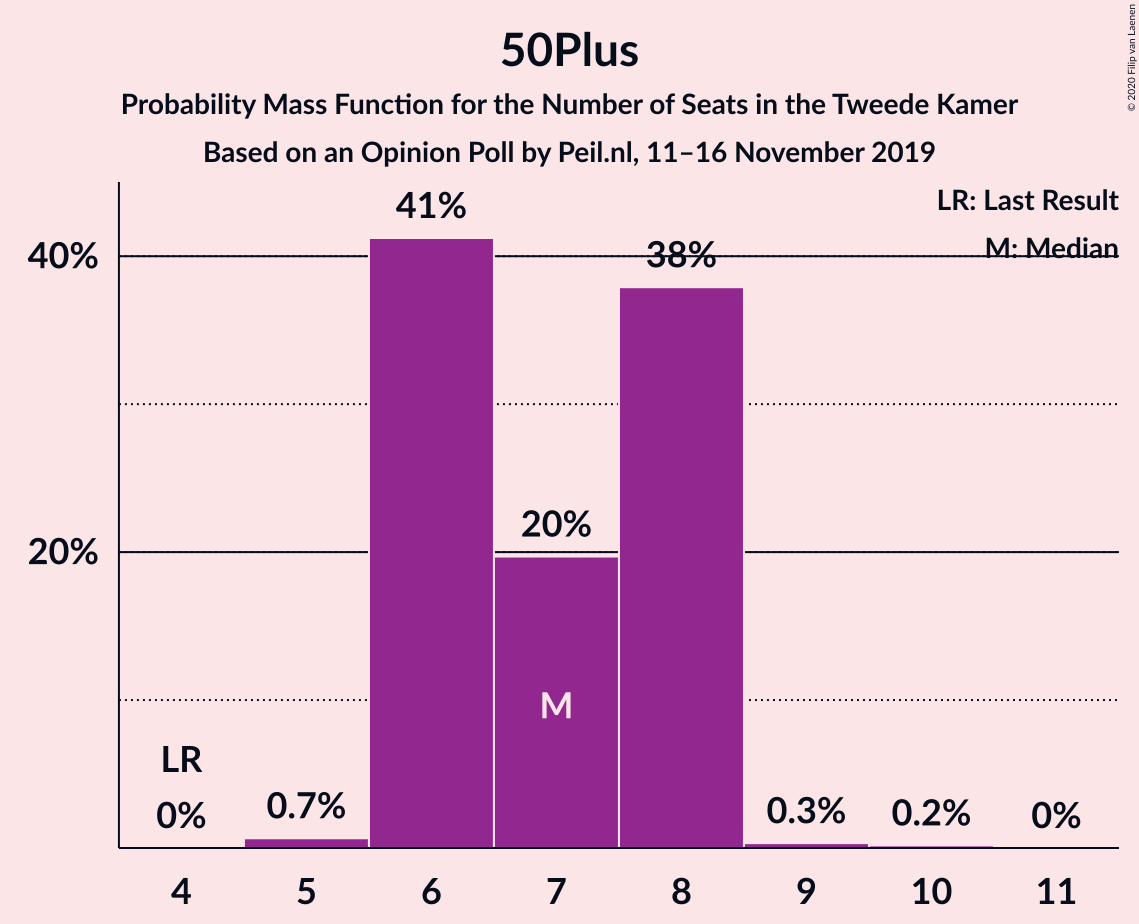 50Plus
Probability Mass Function for the Number of Seats in the Tweede Kamer
Based on an Opinion Poll by Peil.nl, 11–16 November 2019
© 2020 Filip van Laenen
LR: Last Result
M: Median
41%
40%
38%
20%
20%
M
LR
0%
0.7%
0.3%
0.2%
0%
4
5
6
7
8
9
10
11